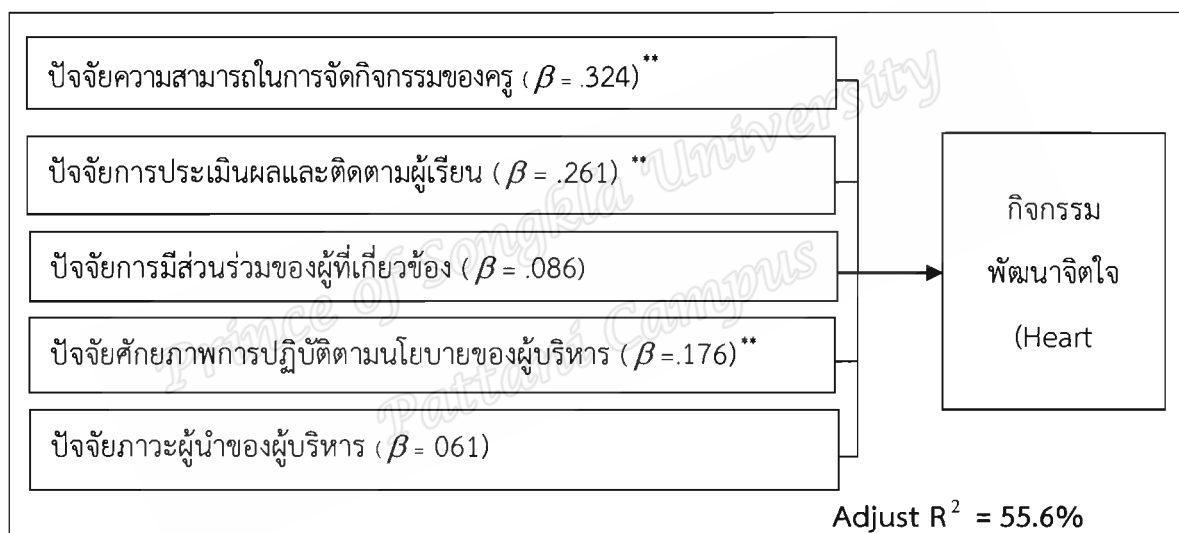 ปัจจัยความสามารถในการจัดกิจกรรมของครู (β = .324)**
ปัจจัยการประเมินผลและติดตามผู้เรียน (β = .261) **
ปัจจัยการมีส่วนร่วมของผู้ที่เกี่ยวข้อง (β = .086)
ปัจจัยศักยภาพการปฏิบัติตามนโยบายของผู้บริหาร (β =.176)**
ปัจจัยภาวะผู้นำของผู้บริหาร (β = 061)
กิจกรรม
พัฒนาจิตใจ
(Heart
Adjust R² = 55.6%
Prince of Songkla University
Pattani Campus